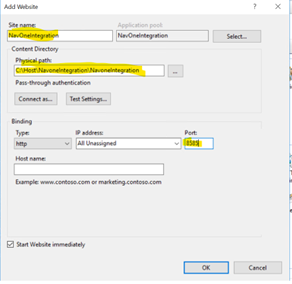 Add Website
Site name: Application pool:
NavOneIntegration NavOneIntegration Select...
Content Directory
Physical path:
C:\Host\NavoneIntegration\NavoneIntegration ...
Pass-through authentication
Connect as... Test Settings...
Binding
Type: IP address: Port:
http All Unassigned 8585
Host name:
Example: www.contoso.com or marketing.contoso.com
Start Website immediately
OK Cancel